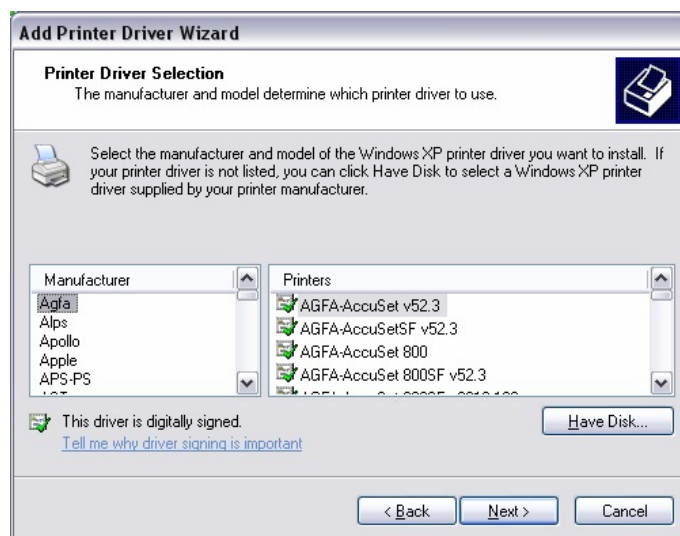 Add Printer Driver Wizard
Printer Driver Selection
The manufacturer and model determine which printer driver to use.
Select the manufacturer and model of the Windows XP printer driver you want to install. If
your printer driver is not listed, you can click Have Disk to select a Windows XP printer
driver supplied by your printer manufacturer.
Manufacturer
Agfa
Alps
Apollo
Apple
APS-PS
Printers
AGFA-AccuSet v52.3
AGFA-AccuSetSF v52.3
AGFA-AccuSet 800
AGFA-AccuSet 800SF v52.3
This driver is digitally signed.
Tell me why driver signing is important
Have Disk...
< Back
Next >
Cancel